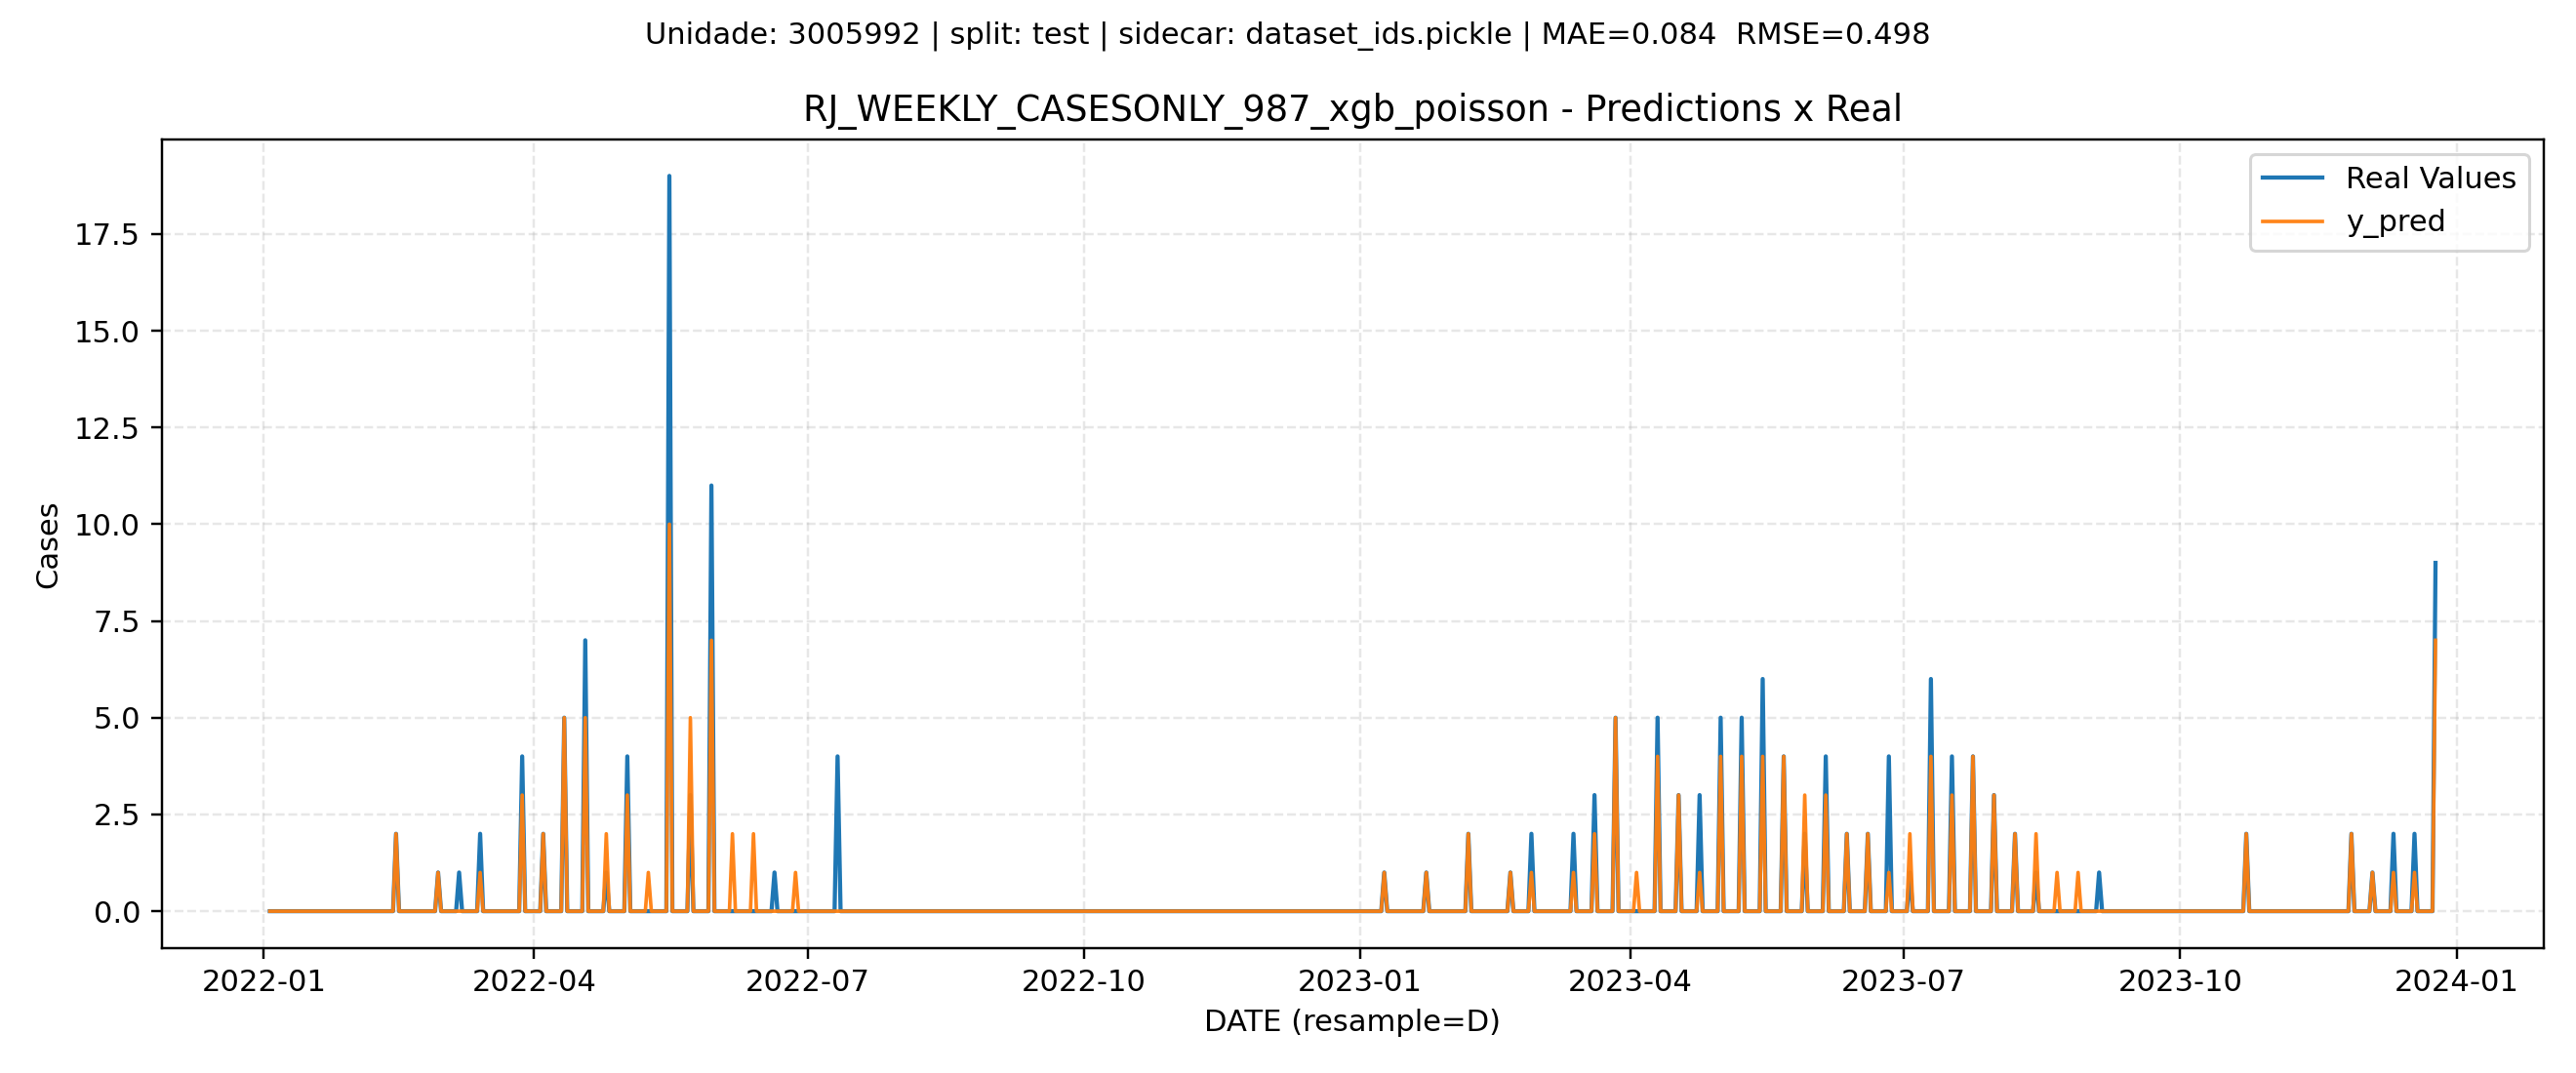 Unidade: 3005992 | split: test | sidecar: dataset_ids.pickle | MAE=0.084  RMSE=0.498
RJ_WEEKLY_CASESONLY_987_xgb_poisson - Predictions x Real
Real Values
y_pred
17.5
15.0
12.5
10.0
7.5
5.0
2.5
0.0
Cases
2022-01
2022-04
2022-07
2022-10
2023-01
2023-04
2023-07
2023-10
2024-01
DATE (resample=D)